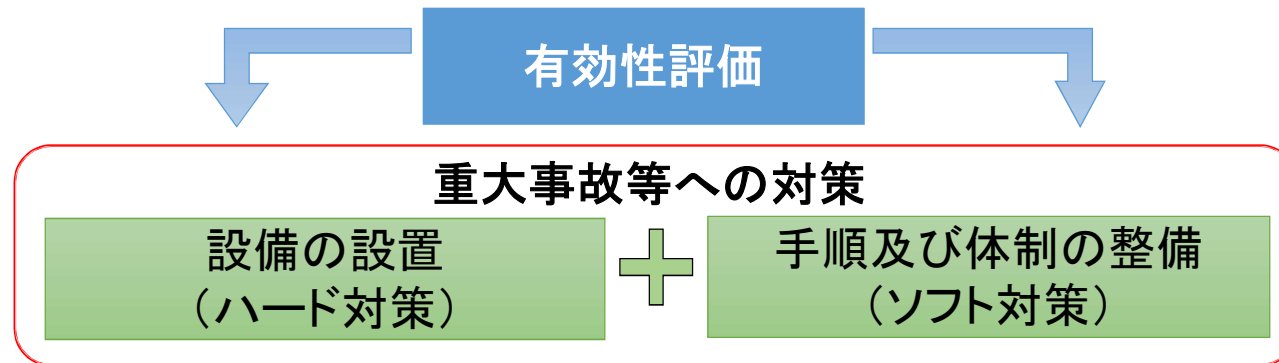 有効性評価
重大事故等への対策
設備の設置
（ハード対策）
手順及び体制の整備
（ソフト対策）